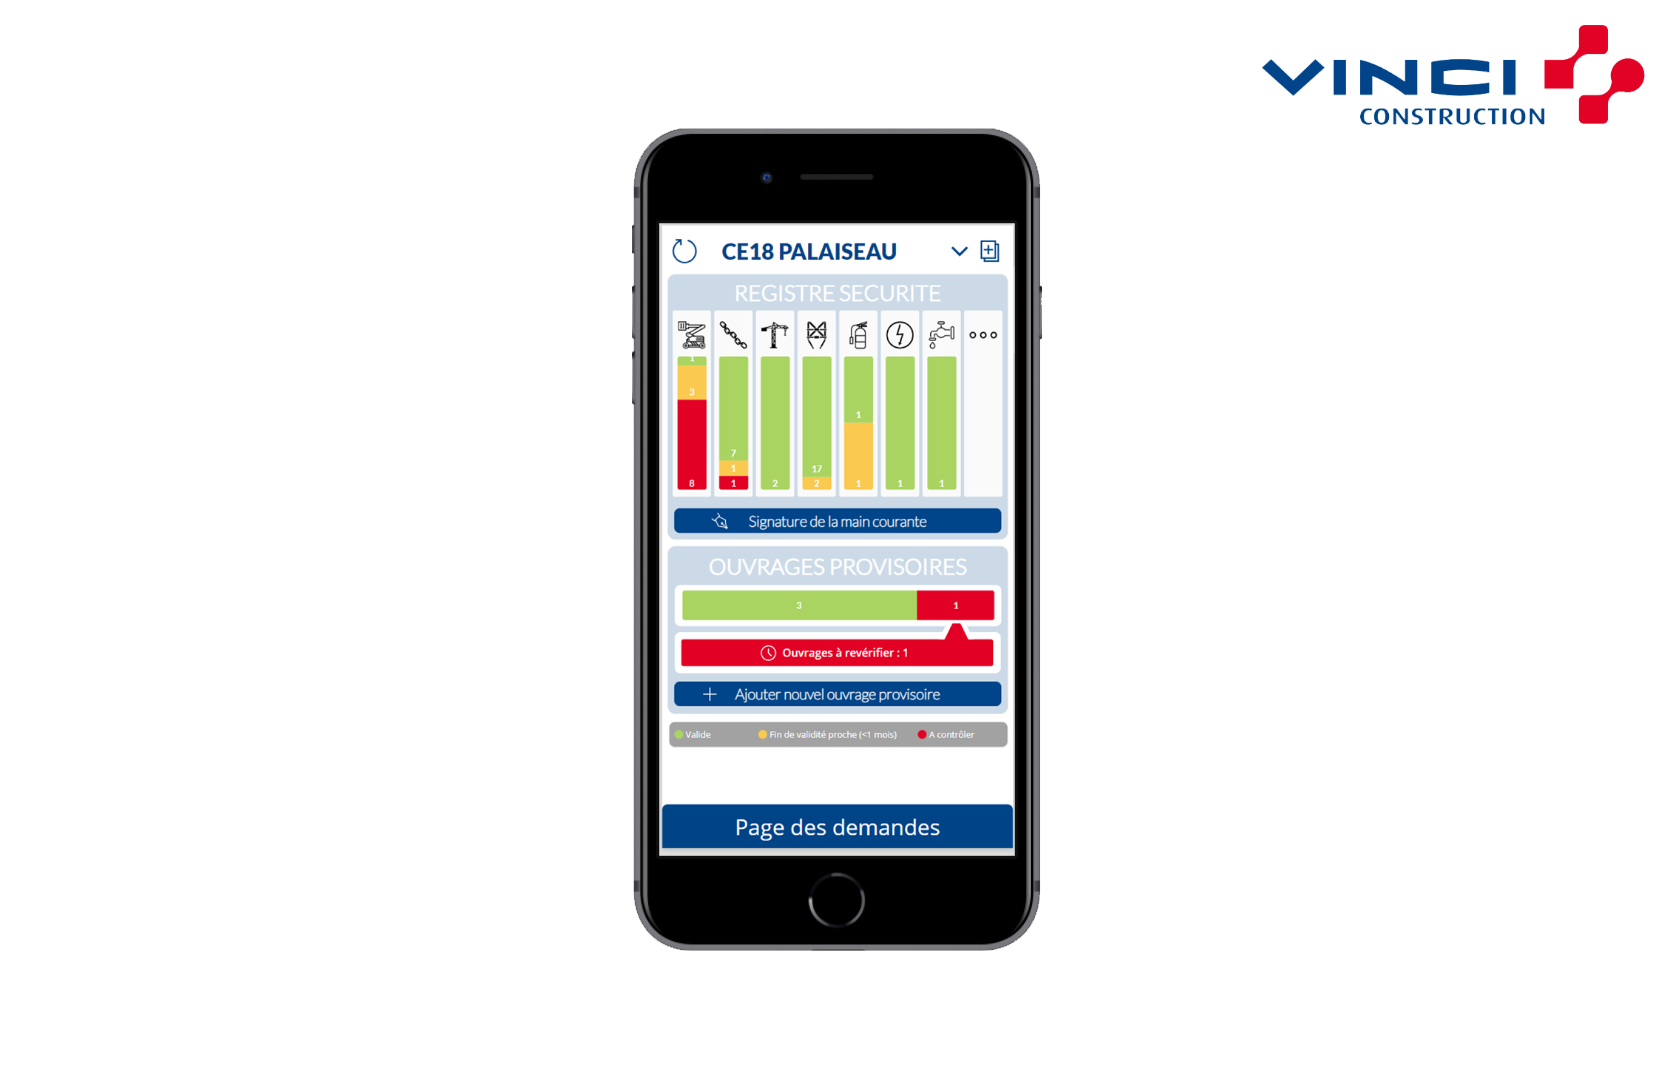 VINCI
CONSTRUCTION
CE18 PALAISEAU
REGISTRE SECURITE
1
3
8
7
1
1
2
17
2
1
1
1
1
Signature de la main courante
OUVRAGES PROVISOIRES
3 1
Ouvrages à revérifier : 1
Ajouter nouvel ouvrage provisoire
Valide Fin de validité proche (<1 mois) A contrôler
Page des demandes